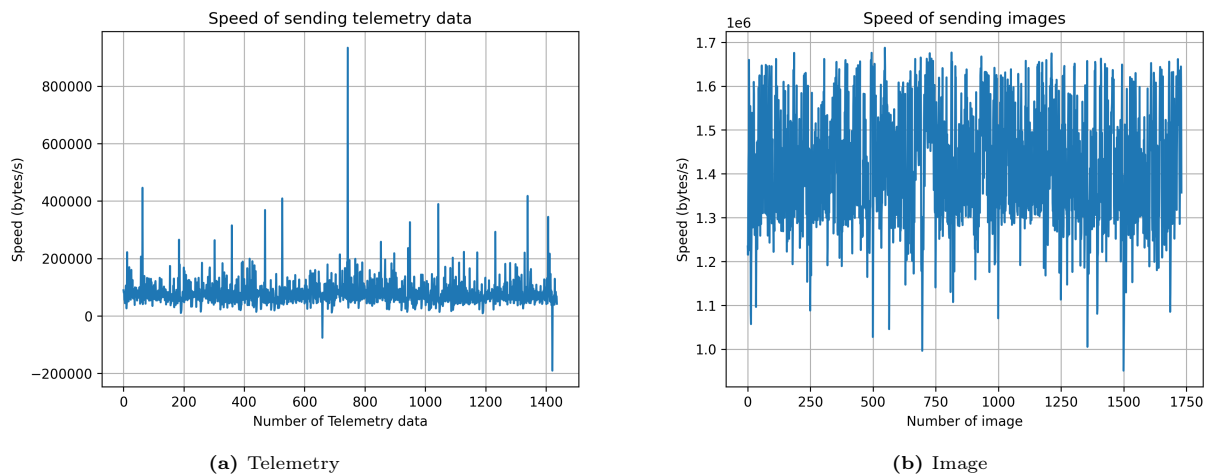 Speed of sending telemetry data
Speed (bytes/s)
800000
600000
400000
200000
0
−200000
0 200 400 600 800 1000 1200 1400
Number of Telemetry data
(a) Telemetry
Speed of sending images
1e6
Speed (bytes/s)
1.7
1.6
1.5
1.4
1.3
1.2
1.1
1.0
0 250 500 750 1000 1250 1500 1750
Number of image
(b) Image